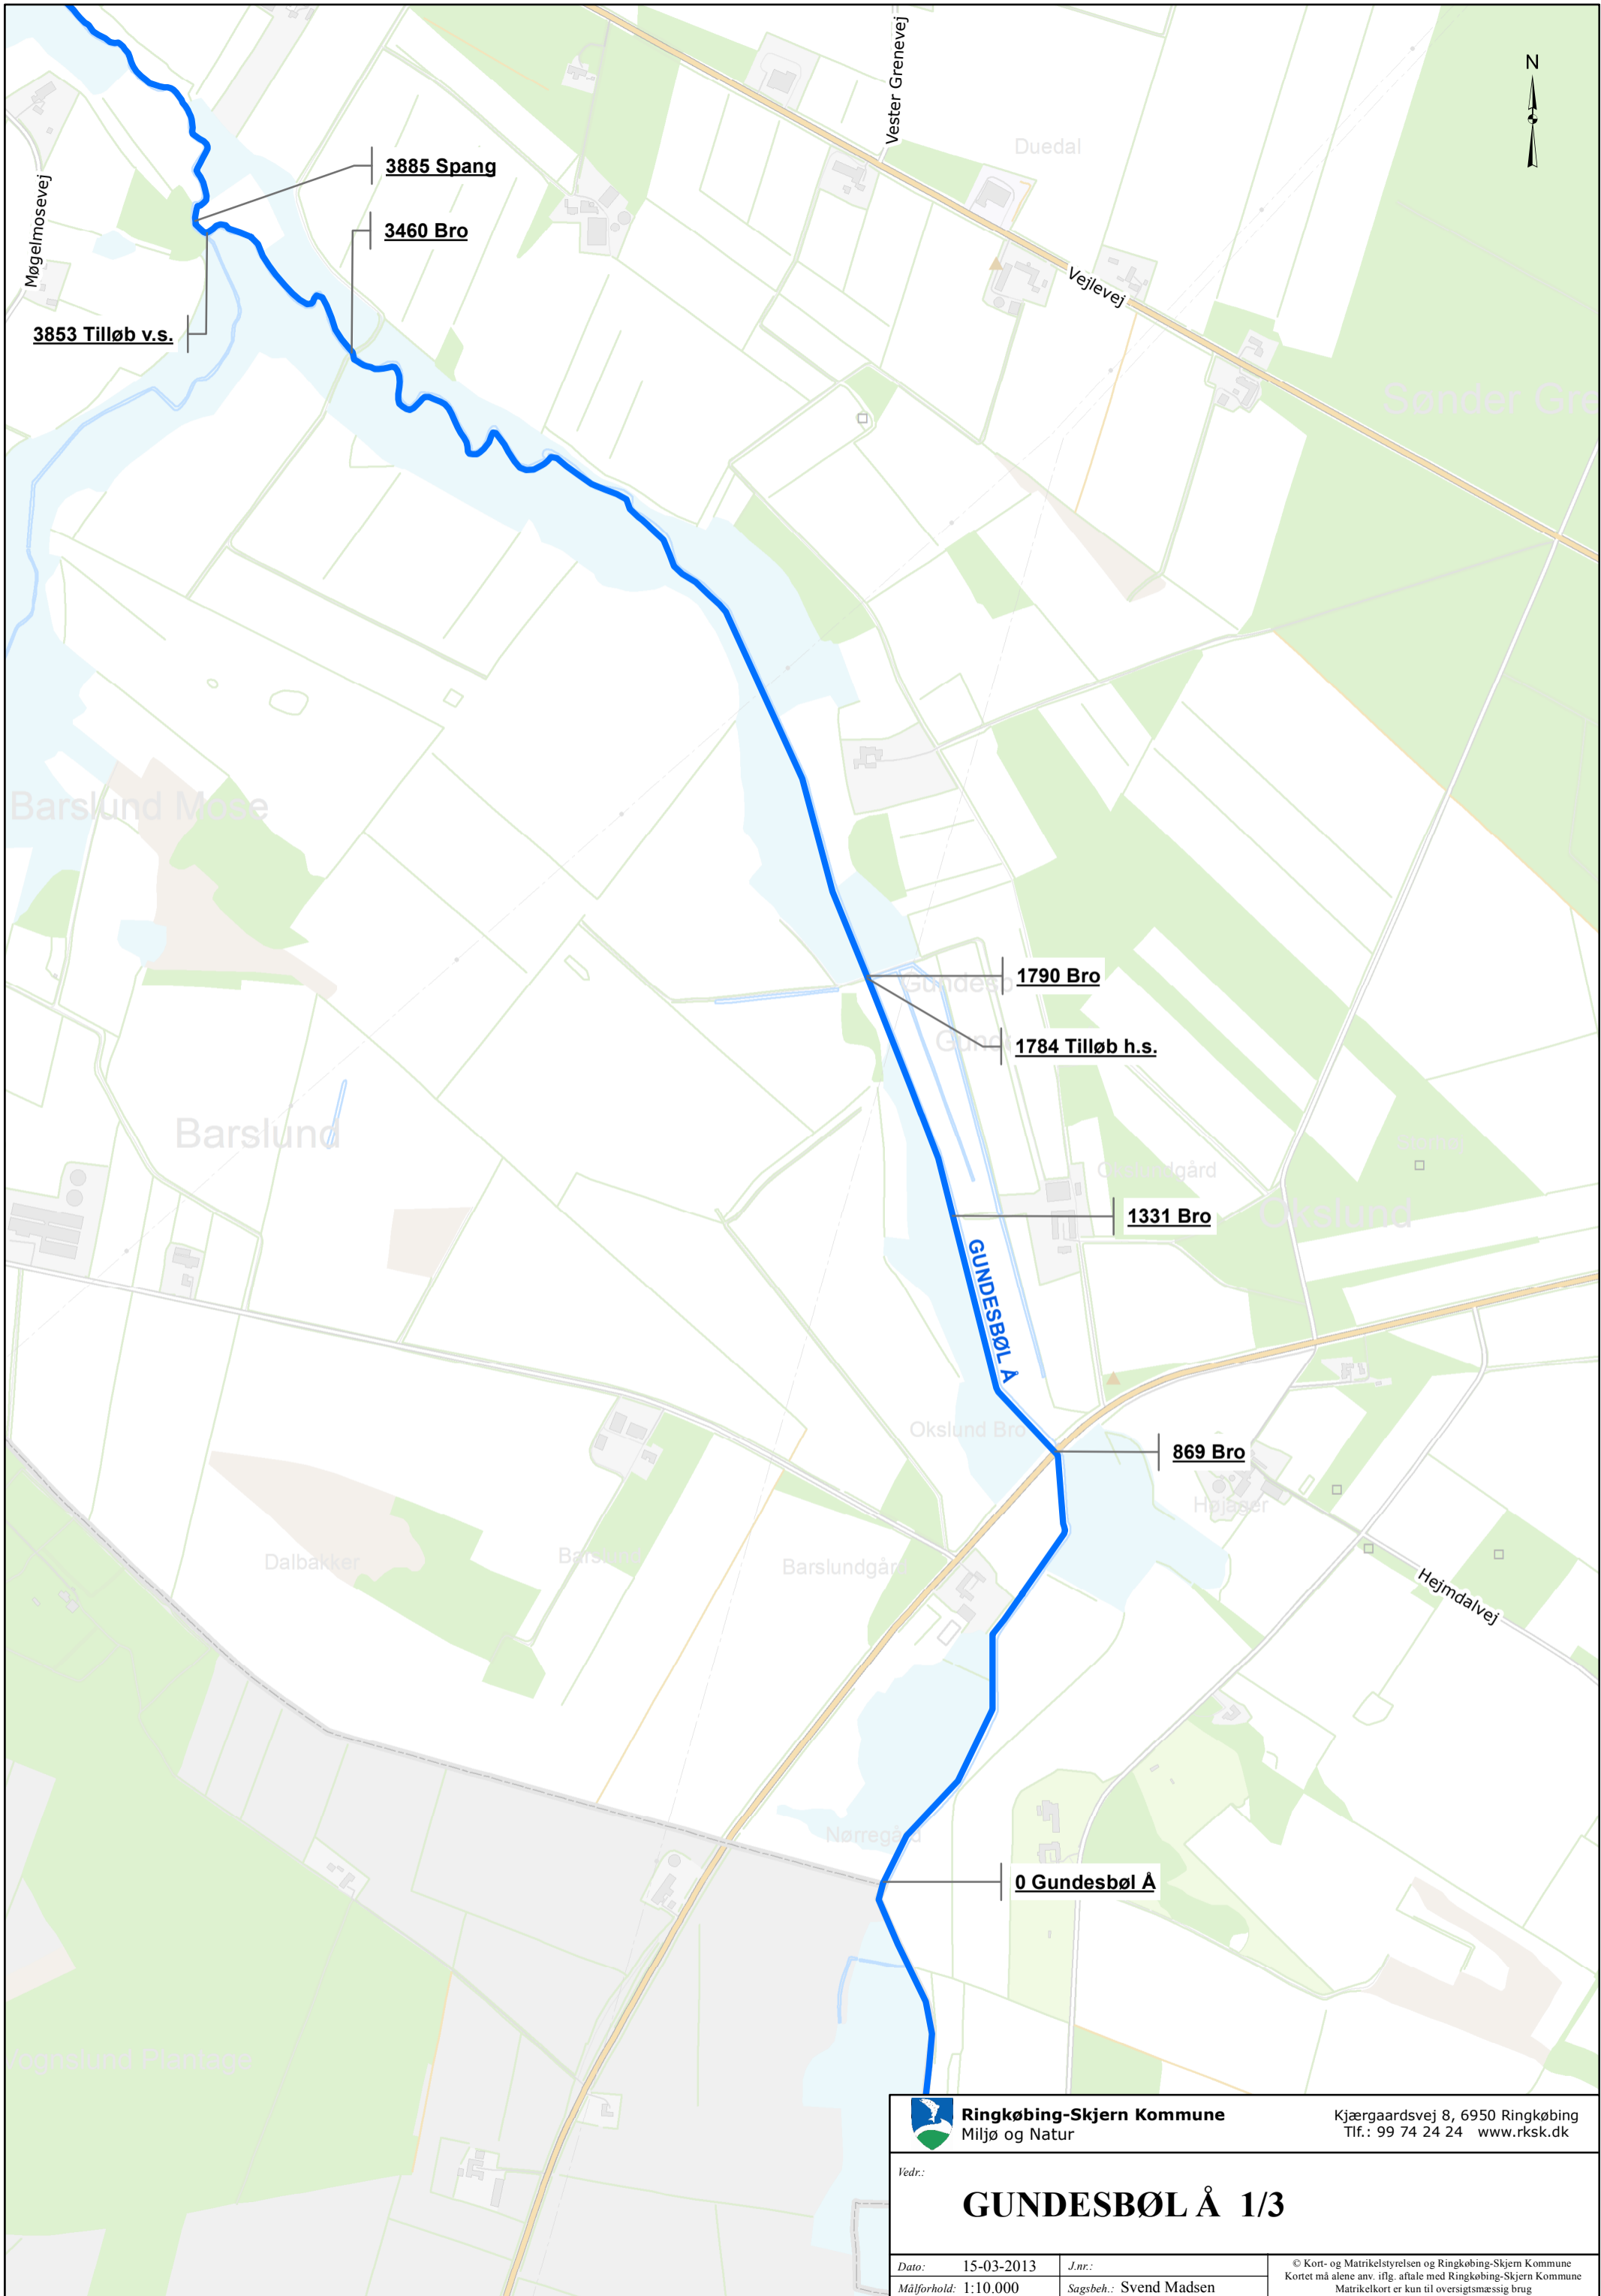 N
Vester Grenevej
Duedal
3885 Spang
3460 Bro
Møgelmosevej
Vejlevej
3853 Tilløb v.s.
Sønder Gre
Barslund Mose
1790 Bro
1784 Tilløb h.s.
Barslund
1331 Bro
Okslund
GUNDESBØL Å
Okslund Bro
869 Bro
Højager
Dalbakker
Barslundgård
Hejmdalvej
Nørregård
0 Gundesbøl Å
Ringkøbing-Skjern Kommune
Miljø og Natur
Kjærgaardsvej 8, 6950 Ringkøbing
Tlf.: 99 74 24 24 www.rksk.dk
Vedr.:
GUNDESBØL Å 1/3
Dato: 15-03-2013
J.nr.:
Målforhold: 1:10.000
Sagsbeh.: Svend Madsen
© Kort- og Matrikelstyrelsen og Ringkøbing-Skjern Kommune
Kortet må alene anv. iflg. aftale med Ringkøbing-Skjern Kommune
Matrikelkort er kun til oversigtsmæssig brug